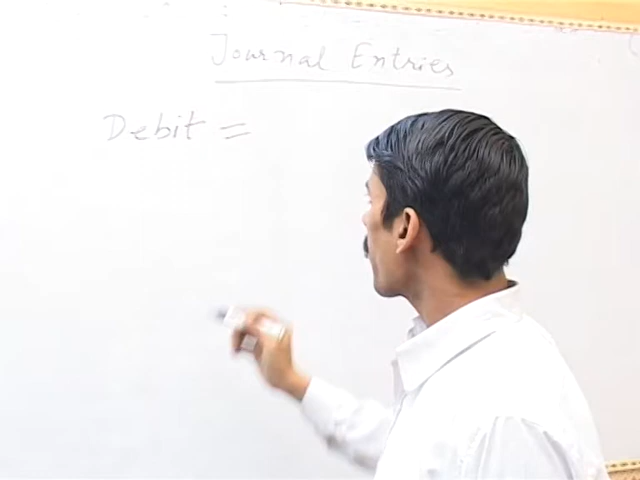 Journal Entries
Debit =